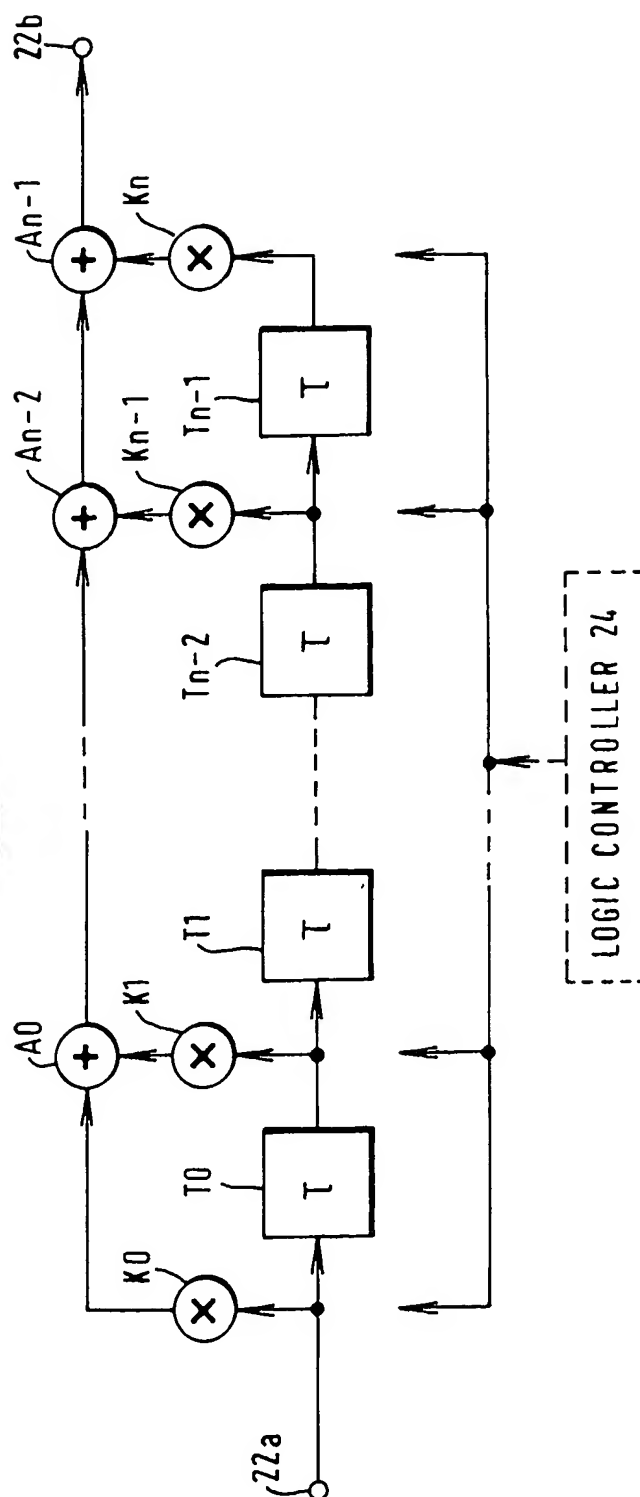 22b
An-1
Kn
An-2
Kn-1
Tn-1
τ
Tn-2
τ
A0
K1
T1
τ
K0
T0
τ
22a
LOGIC CONTROLLER 24